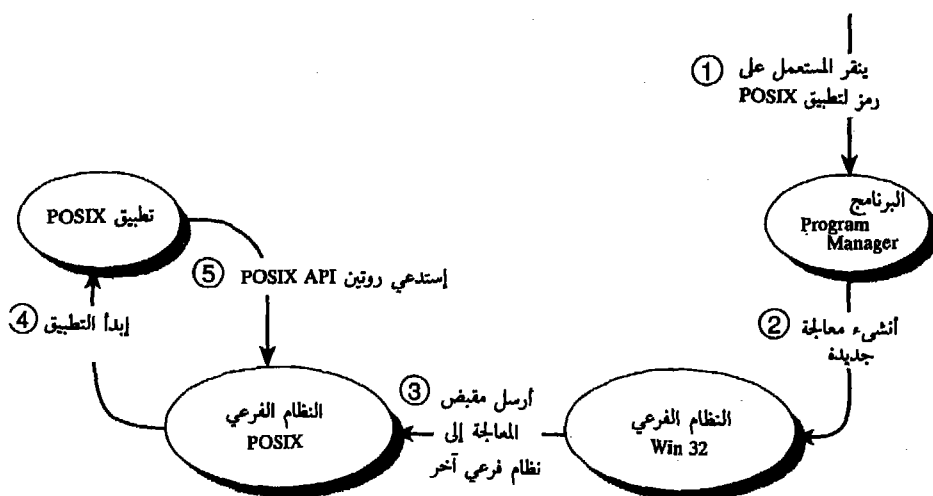 ① ينقر المستعمل على
رمز لتطبيق POSIX
البرنامج
Program
Manager
② أنشىء معالجة
جديدة
النظام الفرعي
Win 32
③ أرسل مقبض
المعالجة إلى
نظام فرعي آخر
النظام الفرعي
POSIX
④ إبدأ التطبيق
تطبيق POSIX
⑤ إستدعي روتين POSIX API